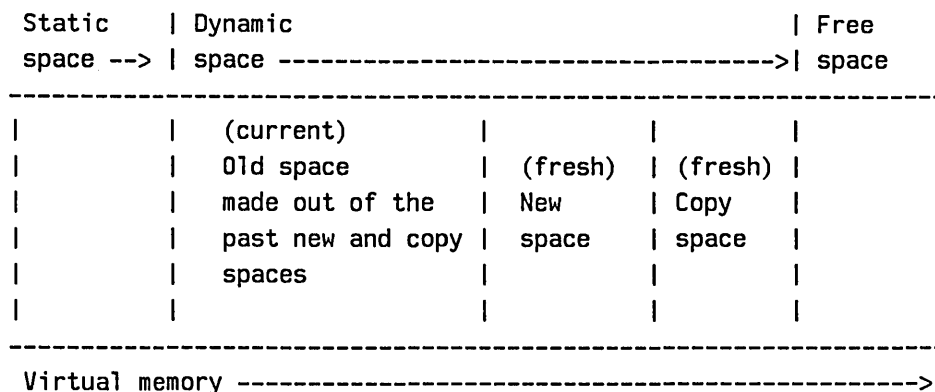 Static | Dynamic | Free
space --> | space ----------------------------------->| space
---------------------------------------------------------------
| | (current) | | |
| | Old space | (fresh) | (fresh) |
| | made out of the | New | Copy |
| | past new and copy | space | space |
| | spaces | | |
| | | | |
---------------------------------------------------------------
Virtual memory ----------------------------------------------->